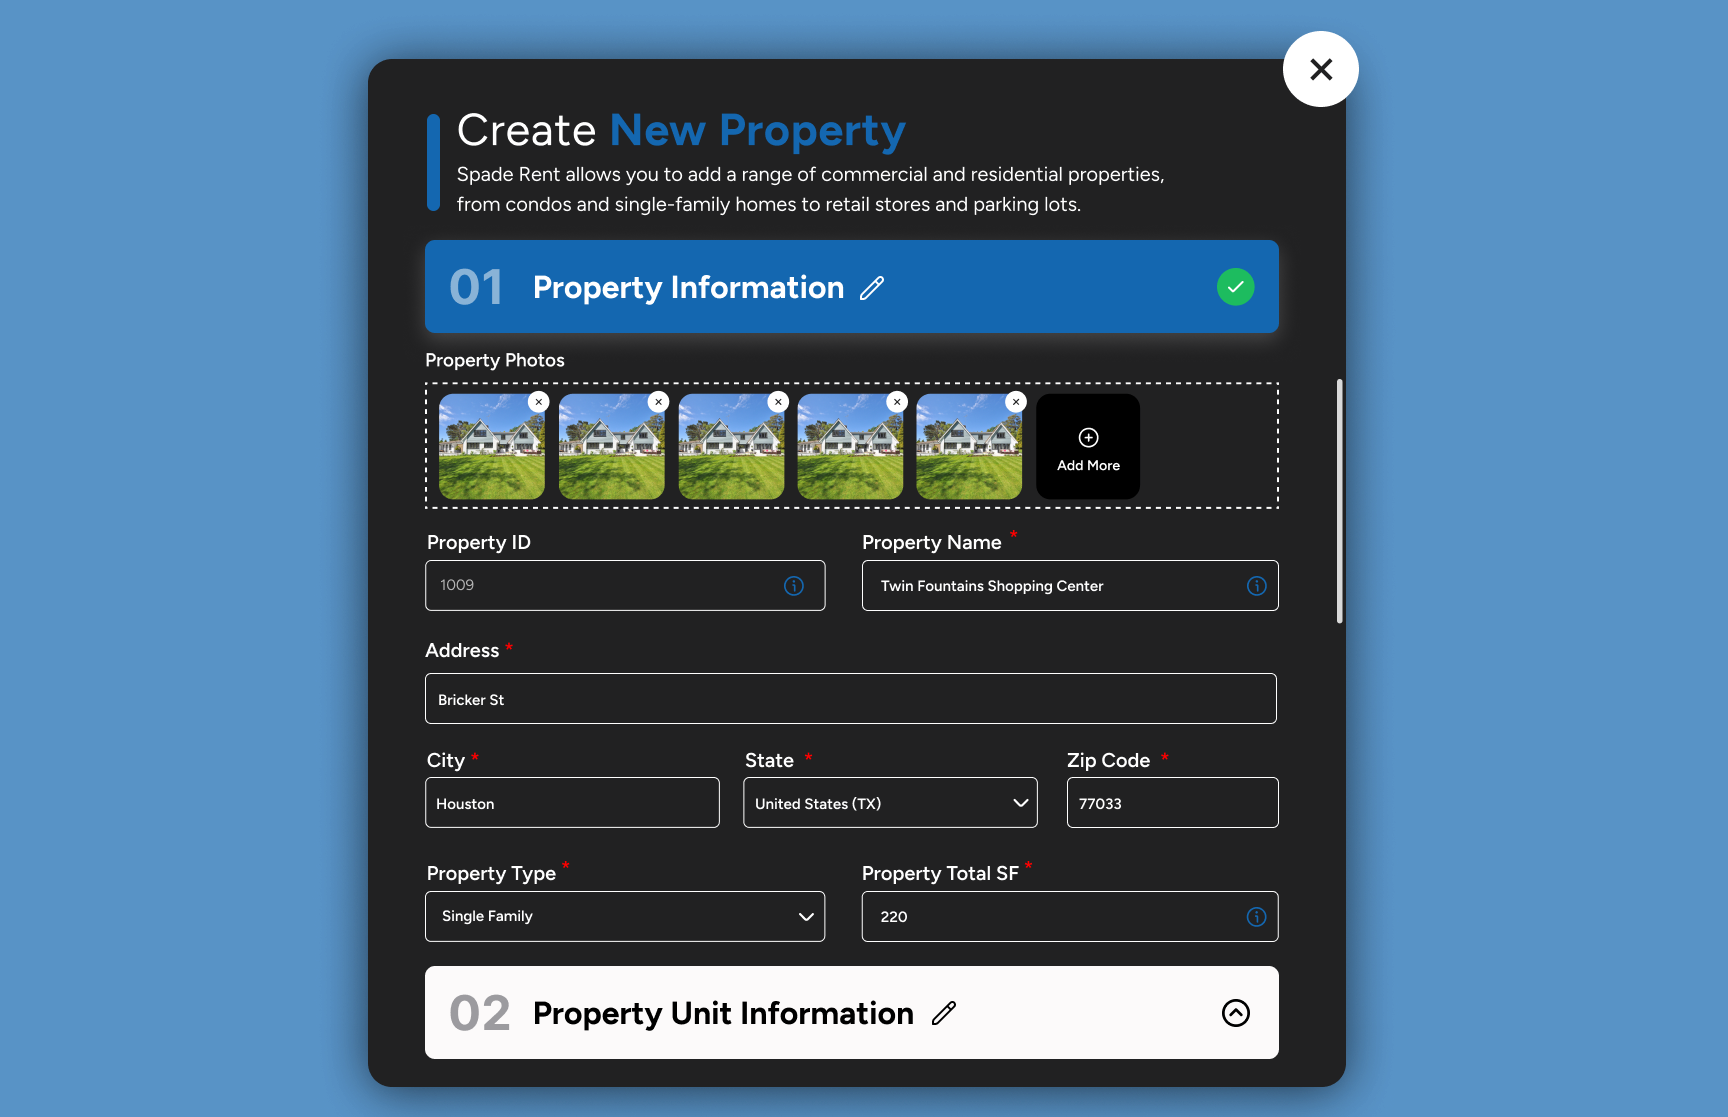 Create New Property
Spade Rent allows you to add a range of commercial and residential properties,
from condos and single-family homes to retail stores and parking lots.
01 Property Information
Property Photos
Add More
Property ID
Property Name *
1009
Twin Fountains Shopping Center
Address *
Bricker St
City *
State *
Zip Code *
Houston
United States (TX)
77033
Property Type *
Property Total SF *
Single Family
220
02 Property Unit Information